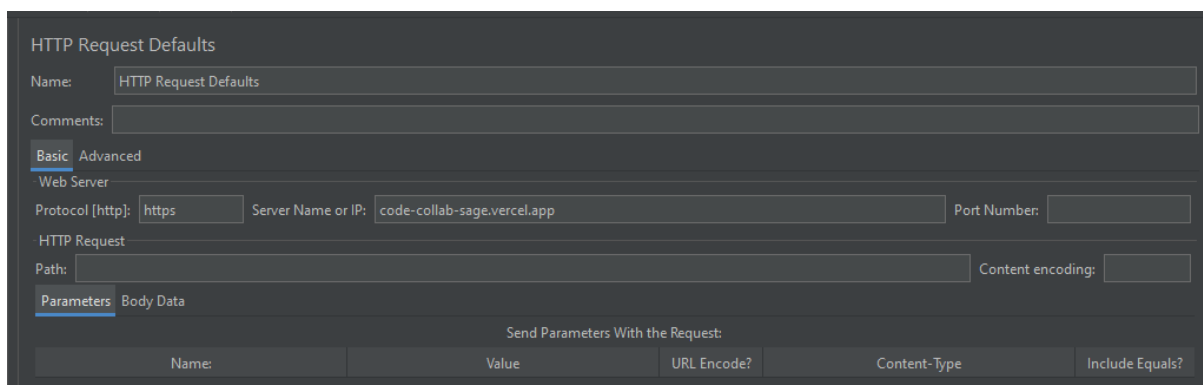 HTTP Request Defaults
Name: HTTP Request Defaults
Comments:
Basic Advanced
Web Server
Protocol [http]: https Server Name or IP: code-collab-sage.vercel.app Port Number:
HTTP Request
Path: Content encoding:
Parameters Body Data
Send Parameters With the Request:
Name: Value URL Encode? Content-Type Include Equals?